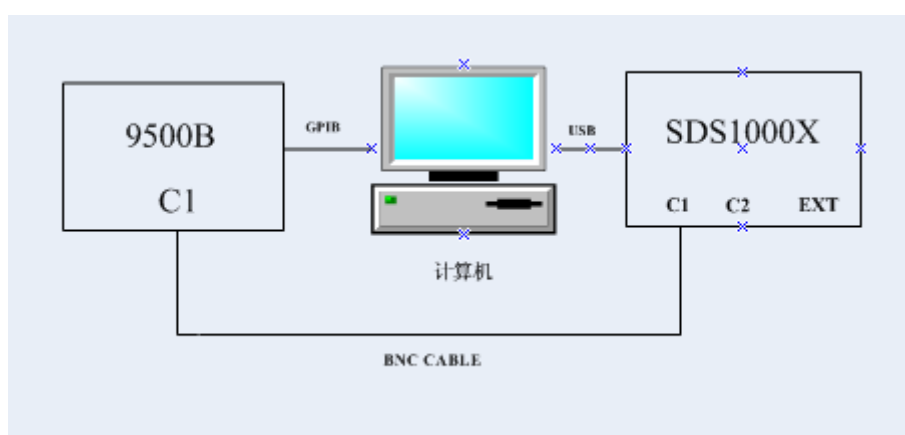 9500B
C1
GPIB
USB
SDS1000X
C1 C2 EXT
计算机
BNC CABLE